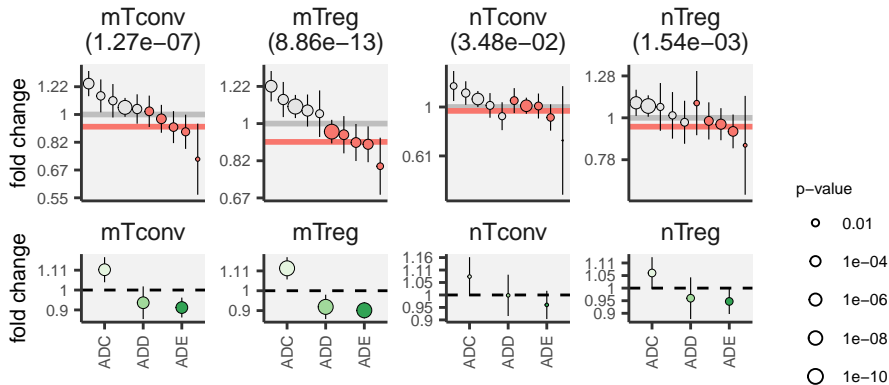 mTconv mTreg nTconv nTreg
(1.27e−07) (8.86e−13) (3.48e−02) (1.54e−03)
fold change
1.22
1
0.82
0.67
0.55
1.22
1
0.82
0.67
1
0.61
1.28
1
0.78
mTconv mTreg nTconv nTreg
fold change
1.11
1
0.9
1.11
1
0.9
1.16
1.11
1.05
1
0.95
0.9
1.11
1.05
1
0.95
0.9
ADC ADD ADE ADC ADD ADE ADC ADD ADE ADC ADD ADE
p−value
0.01
1e−04
1e−06
1e−08
1e−10